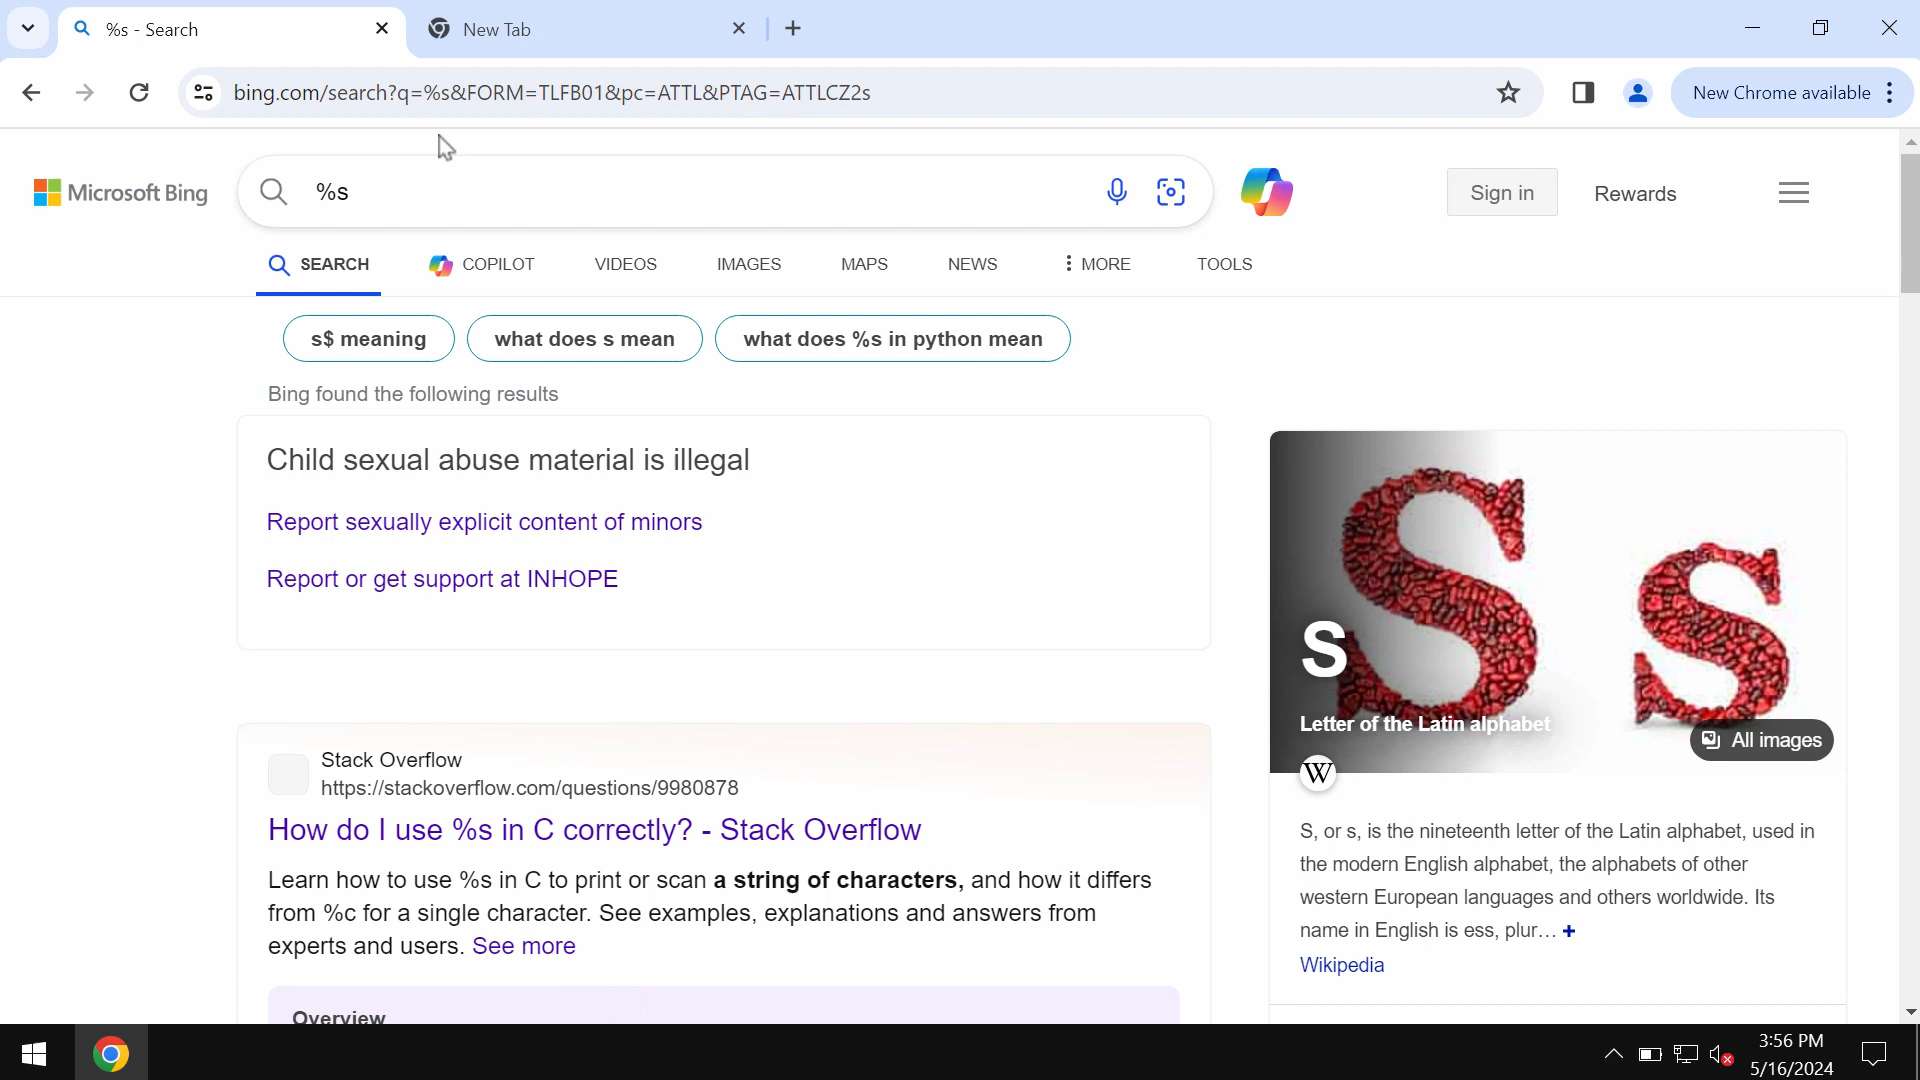 %s - Search
New Tab
bing.com/search?q=%s&FORM=TLFB01&pc=ATTL&PTAG=ATTLCZ2s
New Chrome available
Microsoft Bing
%s
Sign in
Rewards
SEARCH
COPILOT
VIDEOS
IMAGES
MAPS
NEWS
MORE
TOOLS
s$ meaning
what does s mean
what does %s in python mean
Bing found the following results
Child sexual abuse material is illegal
Report sexually explicit content of minors
Report or get support at INHOPE
Stack Overflow
https://stackoverflow.com/questions/9980878
How do I use %s in C correctly? - Stack Overflow
Learn how to use %s in C to print or scan a string of characters, and how it differs
from %c for a single character. See examples, explanations and answers from
experts and users. See more
Overview
S s
S
Letter of the Latin alphabet
All images
W
S, or s, is the nineteenth letter of the Latin alphabet, used in
the modern English alphabet, the alphabets of other
western European languages and others worldwide. Its
name in English is ess, plur… +
Wikipedia
3:56 PM
5/16/2024